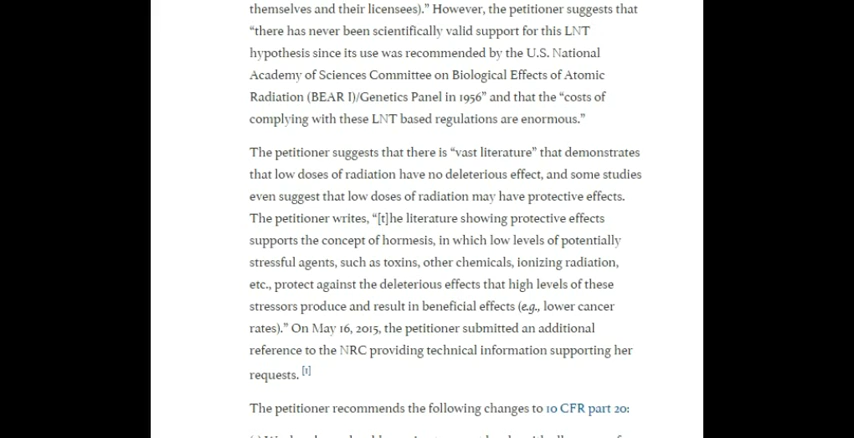 themselves and their licensees).” However, the petitioner suggests that
“there has never been scientifically valid support for this LNT
hypothesis since its use was recommended by the U.S. National
Academy of Sciences Committee on Biological Effects of Atomic
Radiation (BEAR I)/Genetics Panel in 1956” and that the “costs of
complying with these LNT based regulations are enormous.”
The petitioner suggests that there is “vast literature” that demonstrates
that low doses of radiation have no deleterious effect, and some studies
even suggest that low doses of radiation may have protective effects.
The petitioner writes, “[t]he literature showing protective effects
supports the concept of hormesis, in which low levels of potentially
stressful agents, such as toxins, other chemicals, ionizing radiation,
etc., protect against the deleterious effects that high levels of these
stressors produce and result in beneficial effects (e.g., lower cancer
rates).” On May 16, 2015, the petitioner submitted an additional
reference to the NRC providing technical information supporting her
requests. [1]
The petitioner recommends the following changes to 10 CFR part 20: